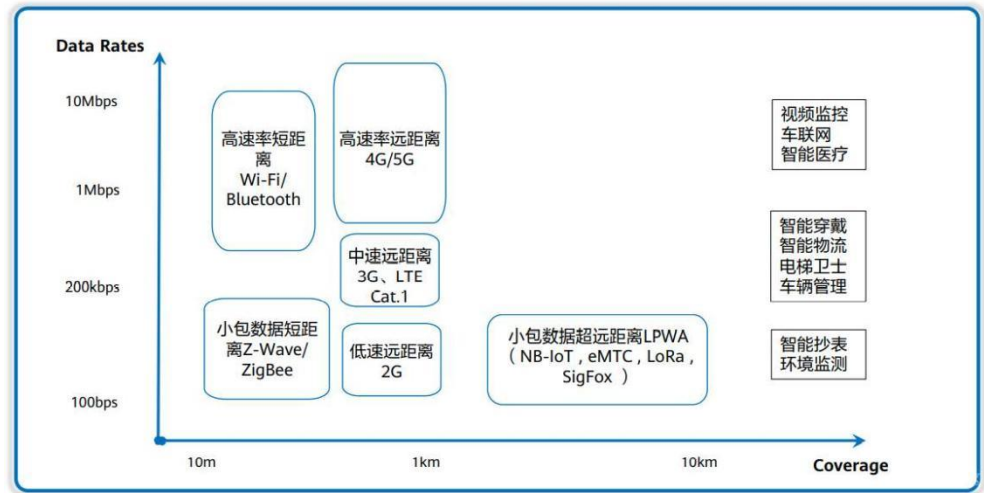 Data Rates
10Mbps
1Mbps
200kbps
100bps
高速率短距
离
Wi-Fi/
Bluetooth
高速率远距离
4G/5G
中速远距离
3G、LTE
Cat.1
小包数据短距
离Z-Wave/
ZigBee
低速远距离
2G
小包数据超远距离LPWA
（ NB-IoT , eMTC , LoRa ,
SigFox ）
视频监控
车联网
智能医疗
智能穿戴
智能物流
电梯卫士
车辆管理
智能抄表
环境监测
10m
1km
10km
Coverage